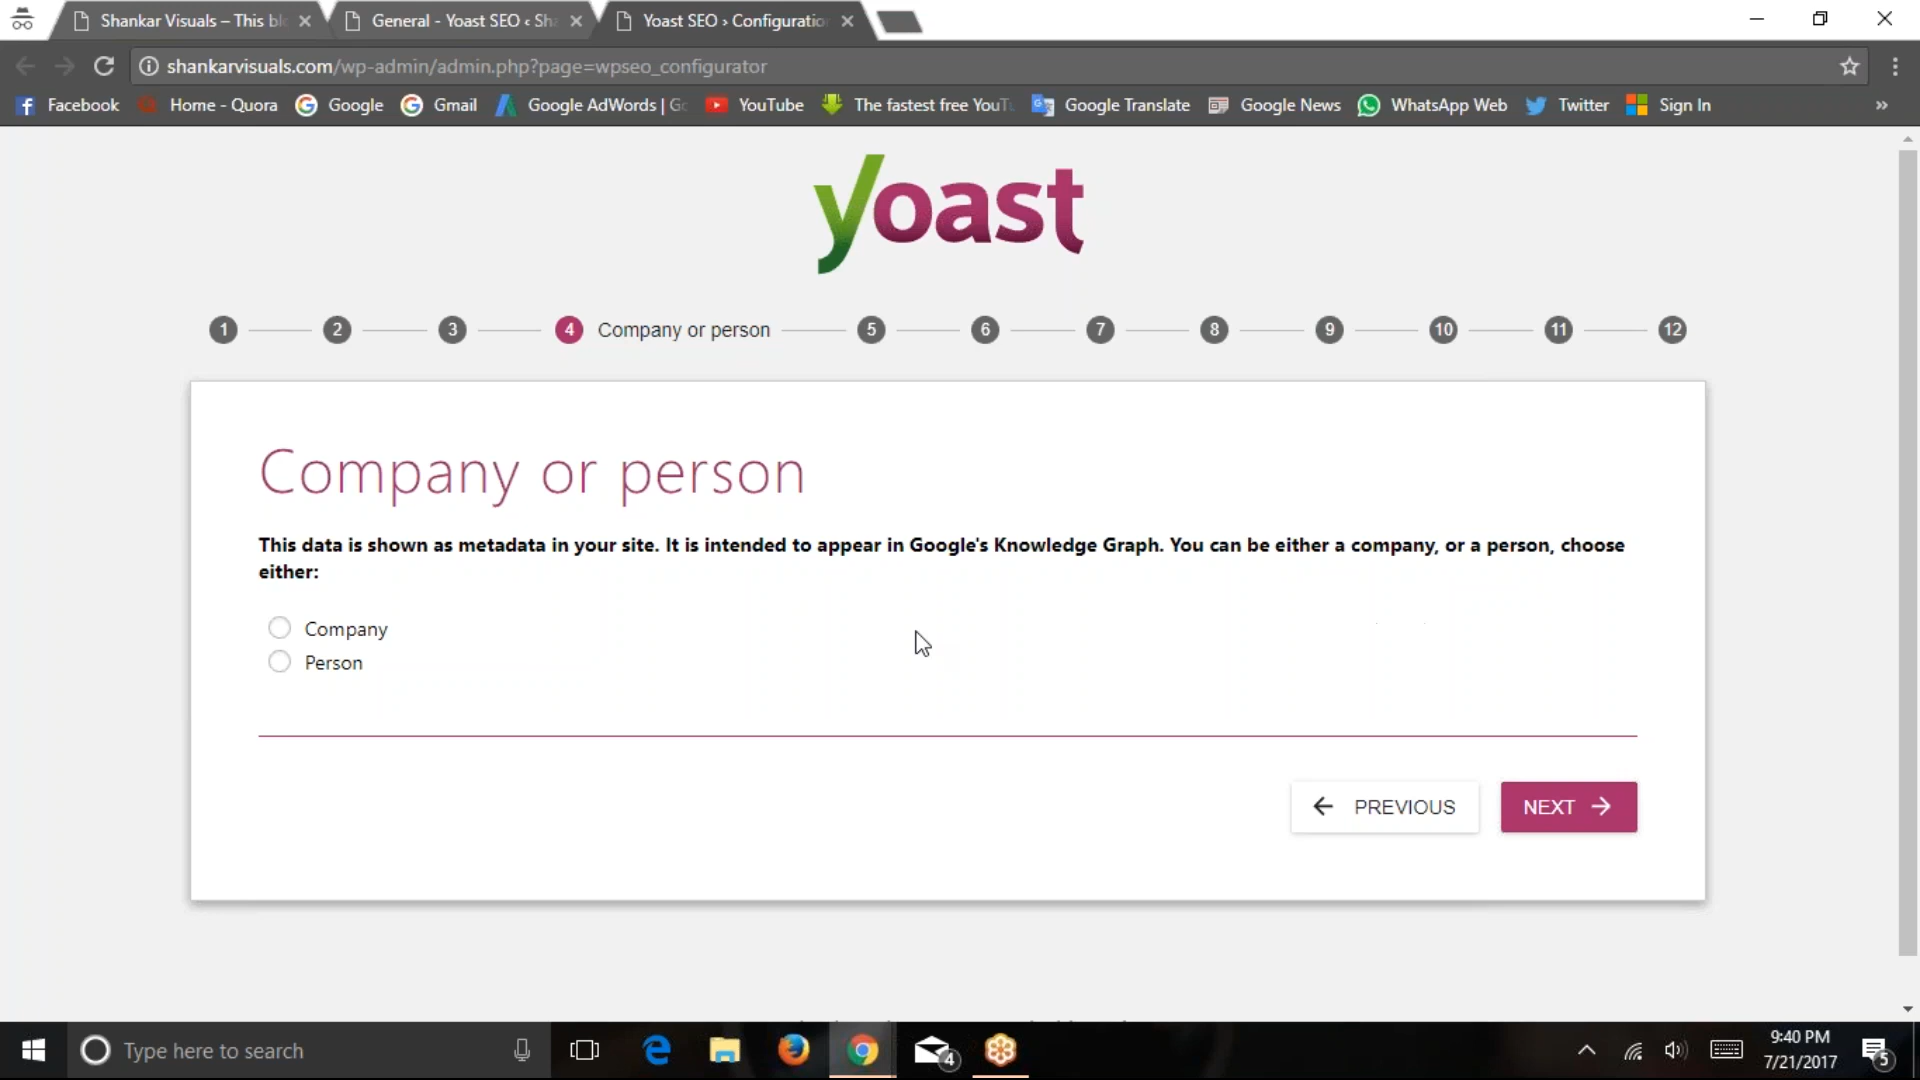 Shankar Visuals – This bl
General - Yoast SEO ‹ Sha
Yoast SEO › Configuratio
shankarvisuals.com/wp-admin/admin.php?page=wpseo_configurator
Facebook
Home - Quora
Google
Gmail
Google AdWords | Go
YouTube
The fastest free YouTu
Google Translate
Google News
WhatsApp Web
Twitter
Sign In
»
yoast
1 2 3 4 Company or person 5 6 7 8 9 10 11 12
Company or person
This data is shown as metadata in your site. It is intended to appear in Google's Knowledge Graph. You can be either a company, or a person, choose
either:
Company
Person
PREVIOUS
NEXT
Type here to search
4
9:40 PM
7/21/2017
5